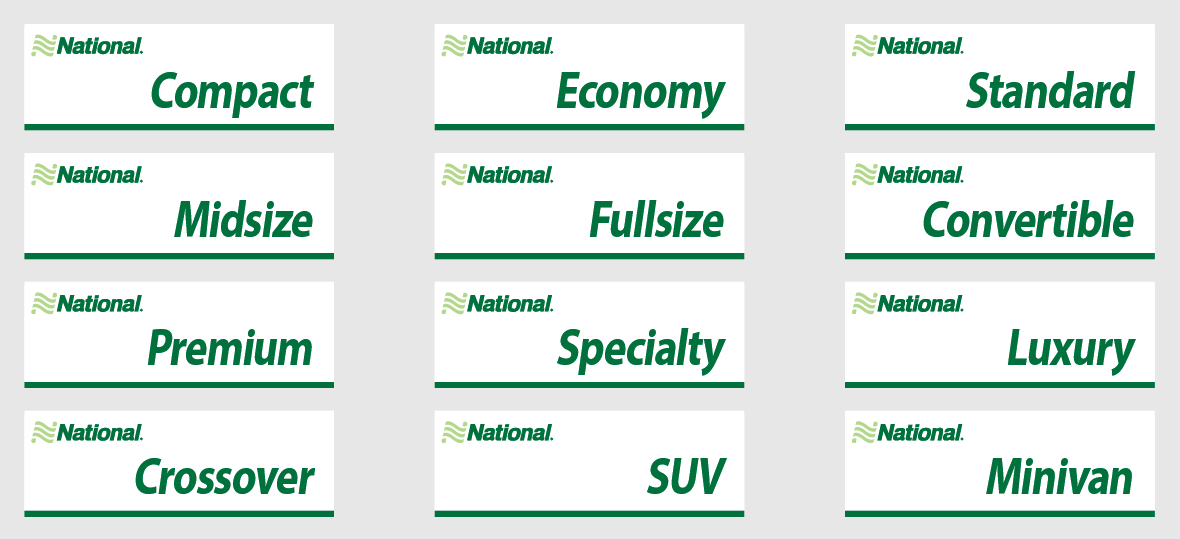 National.
Compact
National.
Economy
National.
Standard
National.
Midsize
National.
Fullsize
National.
Convertible
National.
Premium
National.
Specialty
National.
Luxury
National.
Crossover
National.
SUV
National.
Minivan